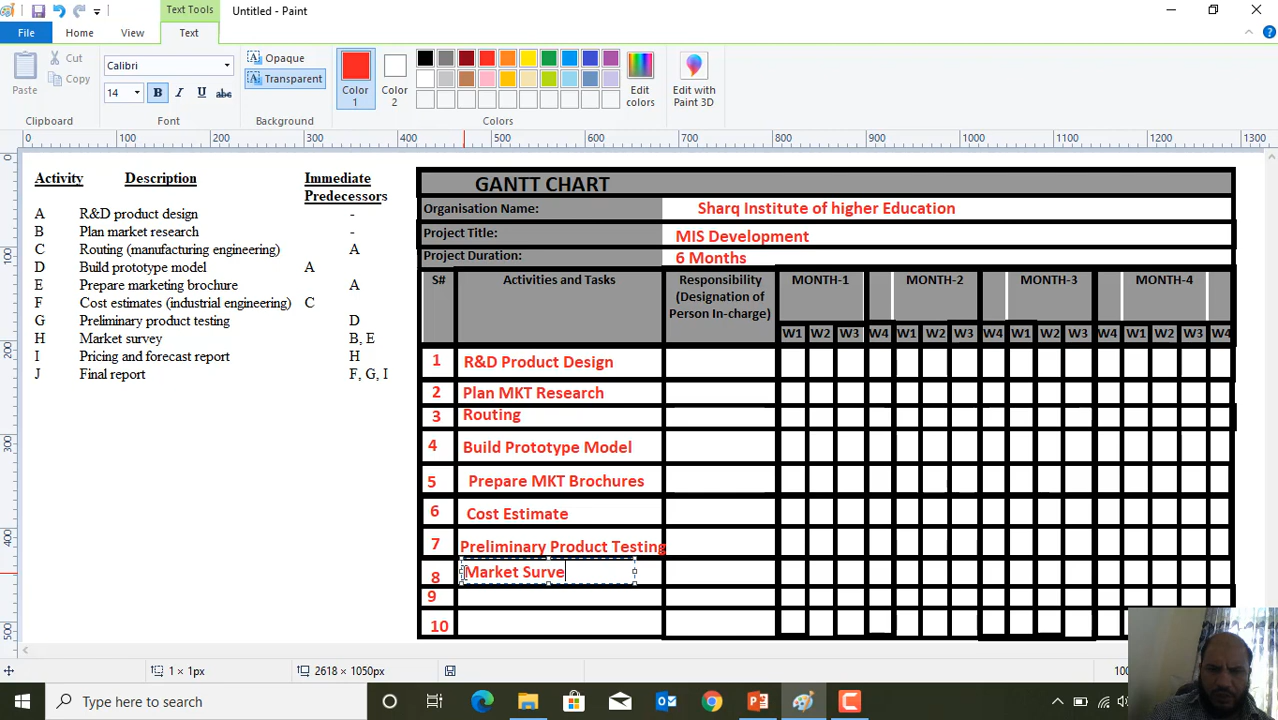 Text Tools
Untitled - Paint
File
Home
View
Text
Paste
Cut
Copy
Clipboard
Calibri
14
B I U abc
Font
Opaque
Transparent
Background
Color 1
Color 2
Edit colors
Edit with Paint 3D
Colors
0 100 200 300 400 500 600 700 800 900 1000 1100 1200 1300
0
100
200
300
400
500
Activity Description Immediate Predecessors
A R&D product design -
B Plan market research -
C Routing (manufacturing engineering) A
D Build prototype model A
E Prepare marketing brochure A
F Cost estimates (industrial engineering) C
G Preliminary product testing D
H Market survey B, E
I Pricing and forecast report H
J Final report F, G, I
GANTT CHART
Organisation Name: Sharq Institute of higher Education
Project Title: MIS Development
Project Duration: 6 Months
S# Activities and Tasks Responsibility (Designation of Person In-charge) MONTH-1 MONTH-2 MONTH-3 MONTH-4
W1 W2 W3 W4 W1 W2 W3 W4 W1 W2 W3 W4 W1 W2 W3 W4
1 R&D Product Design
2 Plan MKT Research
3 Routing
4 Build Prototype Model
5 Prepare MKT Brochures
6 Cost Estimate
7 Preliminary Product Testing
8 Market Surve
9
10
1 × 1px
2618 × 1050px
100
Type here to search